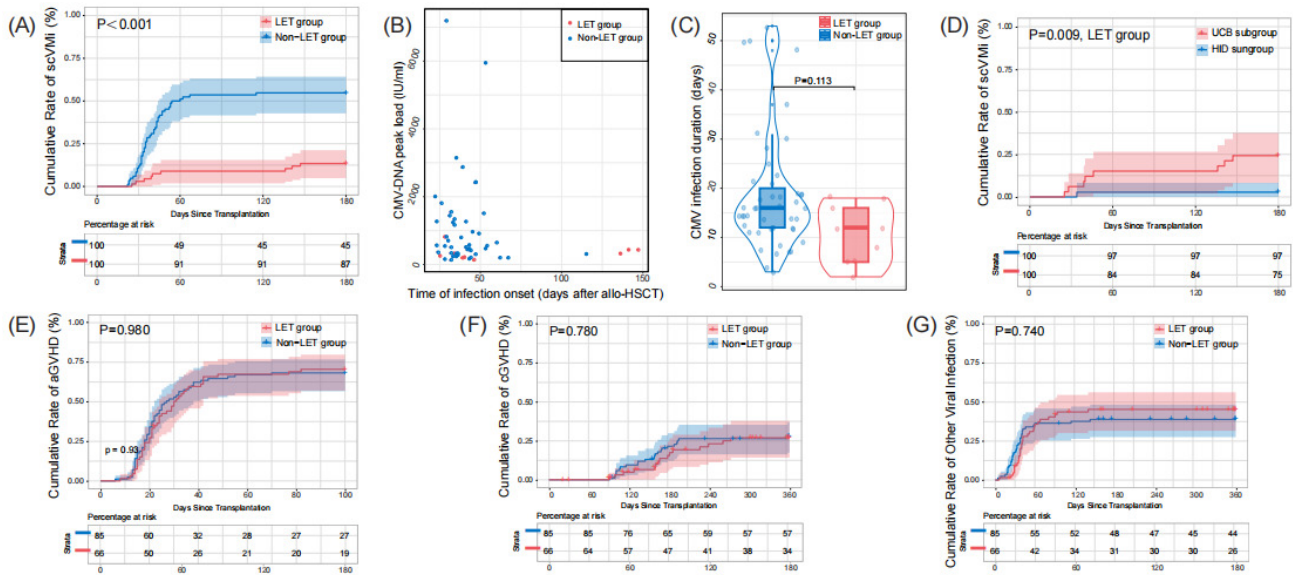 (A)
Cumulative Rate of scVMi (%)
P＜0.001
LET group
Non-LET group
1.00
0.75
0.50
0.25
0.00
0 60 120 180
Days Since Transplantation
Percentage at risk
Strata
100 49 45 45
100 91 91 87
0 60 120 180
(B)
CMV-DNA peak load (IU/ml)
LET group
Non-LET group
6000
4000
2000
0
50 100 150
Time of infection onset (days after allo-HSCT)
(C)
CMV infection duration (days)
LET group
Non-LET group
P=0.113
50
40
30
20
10
0
(D)
Cumulative Rate of scVMi (%)
P=0.009, LET group
UCB subgroup
HID sungroup
1.00
0.75
0.50
0.25
0.00
0 60 120 180
Days Since Transplantation
Percentage at risk
Strata
100 97 97 97
100 84 84 75
0 60 120 180
(E)
Cumulative Rate of aGVHD (%)
P=0.980
LET group
Non-LET group
p = 0.93
1.00
0.75
0.50
0.25
0.00
0 20 40 60 80 100
Days Since Transplantation
Percentage at risk
Strata
85 60 32 28 27 27
66 50 26 21 20 19
0 60 120 180
(F)
Cumulative Rate of cGVHD (%)
P=0.780
LET group
Non-LET group
1.00
0.75
0.50
0.25
0.00
0 60 120 180 240 300 360
Days Since Transplantation
Percentage at risk
Strata
85 85 76 65 59 57 57
66 64 57 47 41 38 34
0 60 120 180
(G)
Cumulative Rate of Other Viral Infection (%)
P=0.740
LET group
Non-LET group
1.00
0.75
0.50
0.25
0.00
0 60 120 180 240 300 360
Days Since Transplantation
Percentage at risk
Strata
85 55 52 48 47 45 44
66 42 34 31 30 30 26
0 60 120 180